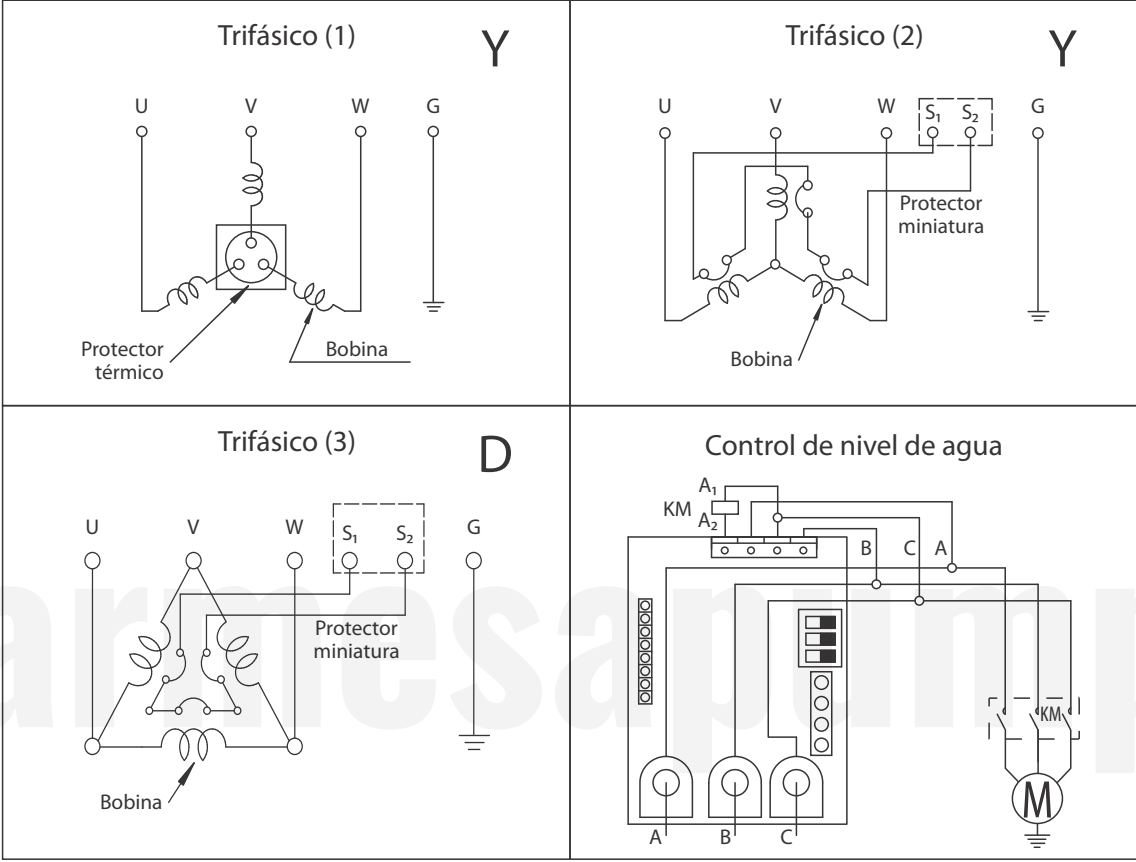 Trifásico (1)
Y
U V W G
Protector
térmico
Bobina
Trifásico (2)
Y
U V W S₁ S₂ G
Protector
miniatura
Bobina
Trifásico (3)
D
U V W S₁ S₂ G
Protector
miniatura
Bobina
Control de nivel de agua
A₁
KM
A₂
B C A
KM
M
A B C
armesapump